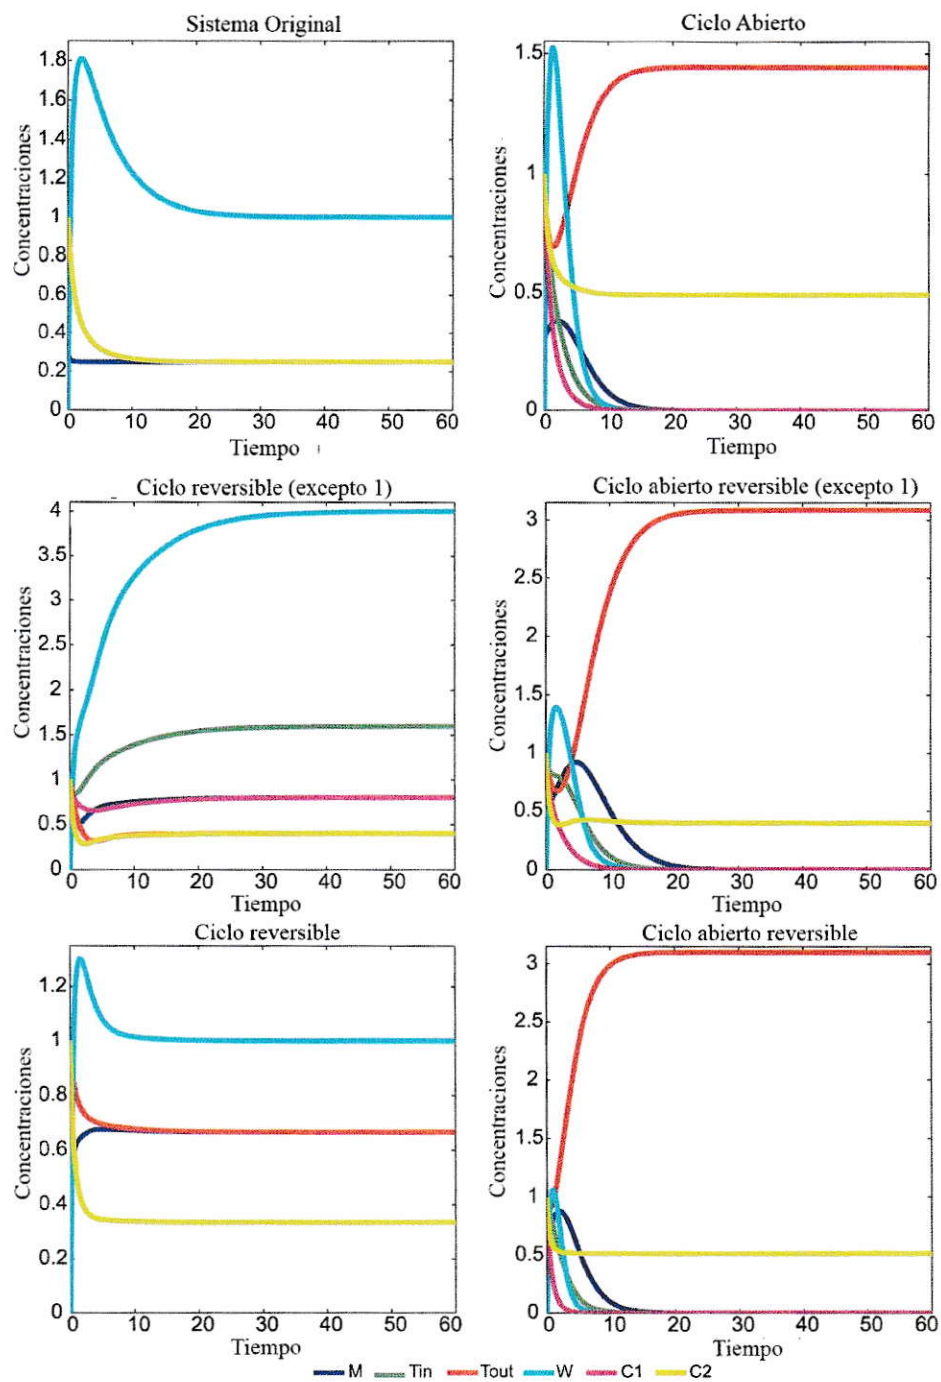 Sistema Original
Concentraciones
1.8
1.6
1.4
1.2
1
0.8
0.6
0.4
0.2
0
0 10 20 30 40 50 60
Tiempo
Ciclo Abierto
Concentraciones
1.5
1
0.5
0
0 10 20 30 40 50 60
Tiempo
Ciclo reversible (excepto 1)
Concentraciones
4
3.5
3
2.5
2
1.5
1
0.5
0
0 10 20 30 40 50 60
Tiempo
Ciclo abierto reversible (excepto 1)
Concentraciones
3
2.5
2
1.5
1
0.5
0
0 10 20 30 40 50 60
Tiempo
Ciclo reversible
Concentraciones
1.2
1
0.8
0.6
0.4
0.2
0
0 10 20 30 40 50 60
Tiempo
Ciclo abierto reversible
Concentraciones
3
2.5
2
1.5
1
0.5
0
0 10 20 30 40 50 60
Tiempo
M Tin Tout W C1 C2